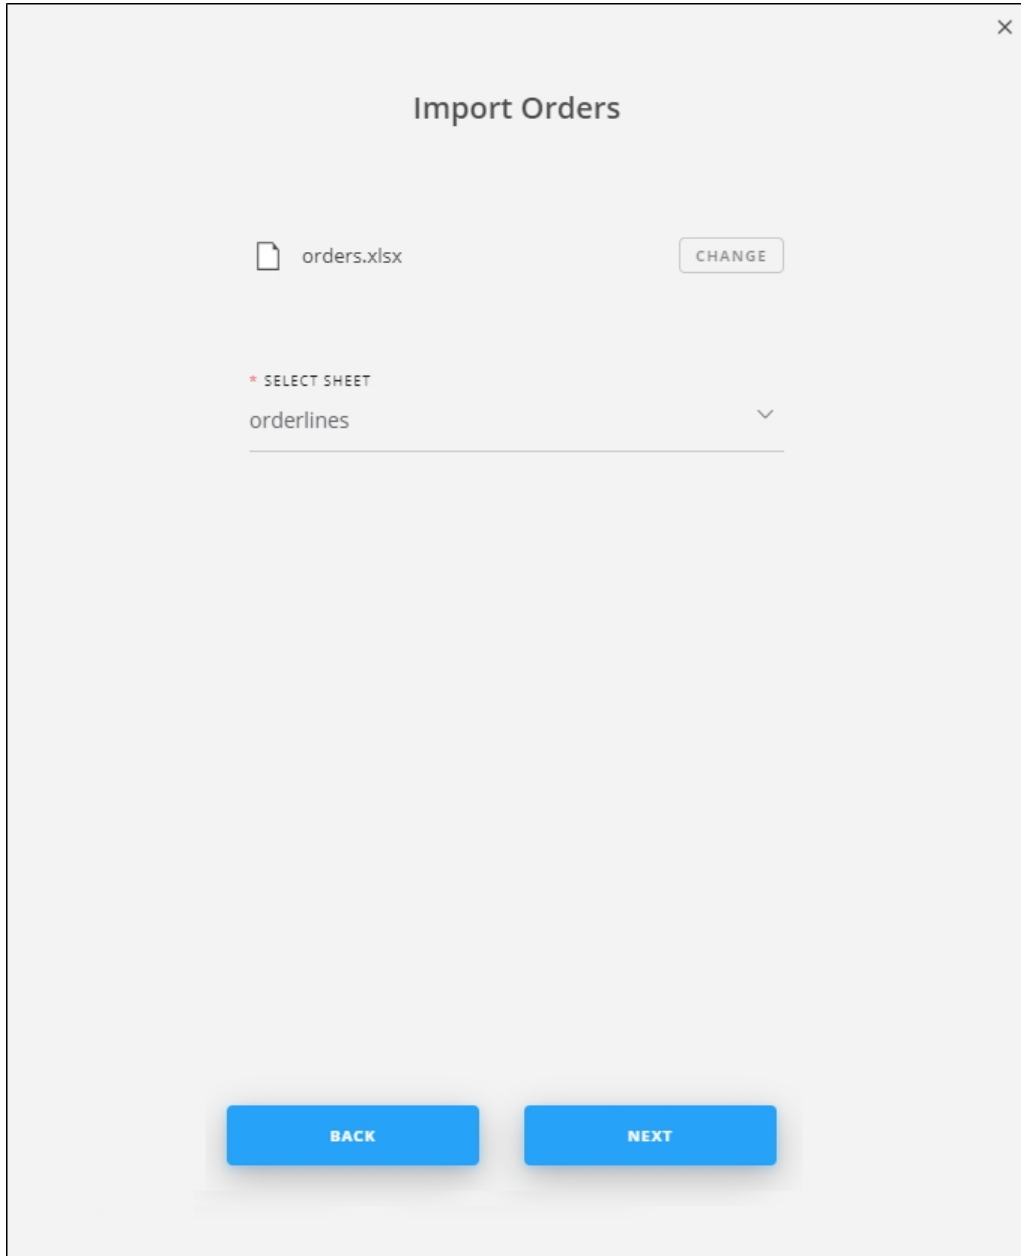 Import Orders
orders.xlsx
CHANGE
* SELECT SHEET
orderlines
BACK
NEXT